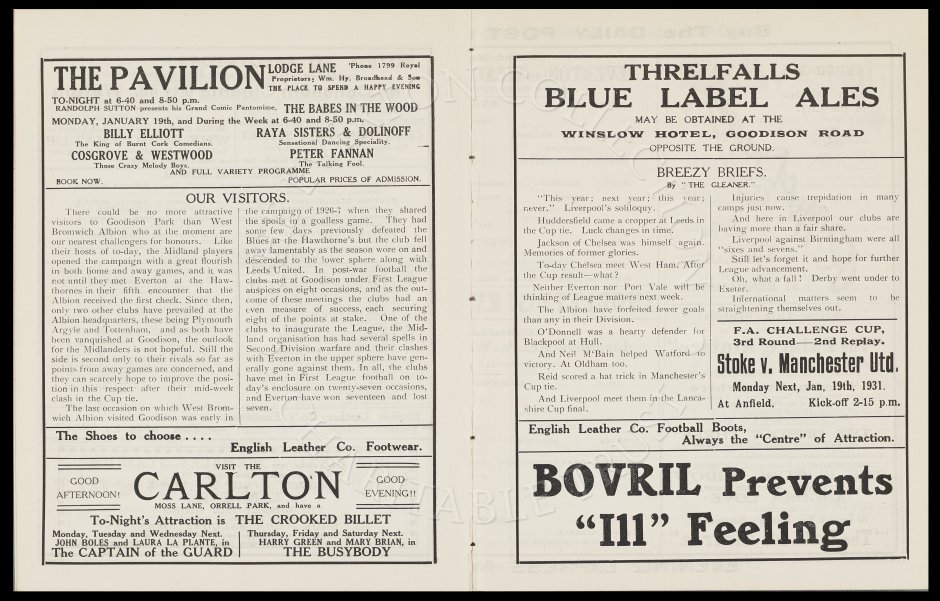 THE PAVILION
LODGE LANE 'Phone 1799 Royal
Proprietors: Wm. Hy. Broadhead & Son
THE PLACE TO SPEND A HAPPY EVENING
TO-NIGHT at 6-40 and 8-50 p.m.
RANDOLPH SUTTON presents his Grand Comic Pantomime, THE BABES IN THE WOOD
MONDAY, JANUARY 19th, and During the Week at 6-40 and 8-50 p.m.
BILLY ELLIOTT
The King of Burnt Cork Comedians.
RAYA SISTERS & DOLINOFF
Sensational Dancing Speciality.
COSGROVE & WESTWOOD
Those Crazy Melody Boys.
PETER FANNAN
The Talking Fool.
AND FULL VARIETY PROGRAMME
BOOK NOW. POPULAR PRICES OF ADMISSION.
OUR VISITORS.
There could be no more attractive
visitors to Goodison Park than West
Bromwich Albion who at the moment are
our nearest challengers for honours. Like
their hosts of to-day, the Midland players
opened the campaign with a great flourish
in both home and away games, and it was
not until they met Everton at the Haw-
thornes in their fifth encounter that the
Albion received the first check. Since then,
only two other clubs have prevailed at the
Albion headquarters, these being Plymouth
Argyle and Tottenham, and as both have
been vanquished at Goodison, the outlook
for the Midlanders is not hopeful. Still the
side is second only to their rivals so far as
points from away games are concerned, and
they can scarcely hope to improve the posi-
tion in this respect after their mid-week
clash in the Cup tie.
The last occasion on which West Brom-
wich Albion visited Goodison was early in
the campaign of 1926-7 when they shared
the spoils in a goalless game. They had
some few days previously defeated the
Blues at the Hawthorne's but the club fell
away lamentably as the season wore on and
descended to the lower sphere along with
Leeds United. In post-war football the
clubs met at Goodison under First League
auspices on eight occasions, and as the out-
come of these meetings the clubs had an
even measure of success, each securing
eight of the points at stake. One of the
clubs to inaugurate the League, the Mid-
land organisation has had several spells in
Second Division warfare and their clashes
with Everton in the upper sphere have gen-
erally gone against them. In all, the clubs
have met in First League football on to-
day's enclosure on twenty-seven occasions,
and Everton have won seventeen and lost
seven.
The Shoes to choose ....
English Leather Co. Footwear.
GOOD
AFTERNOON!
VISIT THE
CARLTON
MOSS LANE, ORRELL PARK, and have a
GOOD
EVENING!!
To-Night's Attraction is THE CROOKED BILLET
Monday, Tuesday and Wednesday Next.
JOHN BOLES and LAURA LA PLANTE, in
The CAPTAIN of the GUARD
Thursday, Friday and Saturday Next.
HARRY GREEN and MARY BRIAN, in
THE BUSYBODY
THRELFALLS
BLUE LABEL ALES
MAY BE OBTAINED AT THE
WINSLOW HOTEL, GOODISON ROAD
OPPOSITE THE GROUND.
BREEZY BRIEFS.
By "THE GLEANER."
"This year; next year; this year;
never." Liverpool's soliloquy.
Huddersfield came a cropper at Leeds in
the Cup tie. Luck changes in time.
Jackson of Chelsea was himself again.
Memories of former glories.
To-day Chelsea meet West Ham. After
the Cup result—what?
Neither Everton nor Port Vale will be
thinking of League matters next week.
The Albion have forfeited fewer goals
than any in their Division.
O'Donnell was a hearty defender for
Blackpool at Hull.
And Neil M'Bain helped Watford to
victory. At Oldham too.
Reid scored a hat trick in Manchester's
Cup tie.
And Liverpool meet them in the Lanca-
shire Cup final.
Injuries cause trepidation in many
camps just now.
And here in Liverpool our clubs are
having more than a fair share.
Liverpool against Birmingham were all
"sixes and sevens."
Still let's forget it and hope for further
League advancement.
Oh, what a fall! Derby went under to
Exeter.
International matters seem to be
straightening themselves out.
F.A. CHALLENGE CUP,
3rd Round—2nd Replay.
Stoke v. Manchester Utd.
Monday Next, Jan. 19th, 1931.
At Anfield. Kick-off 2-15 p.m.
English Leather Co. Football Boots,
Always the "Centre" of Attraction.
BOVRIL Prevents
"Ill" Feeling